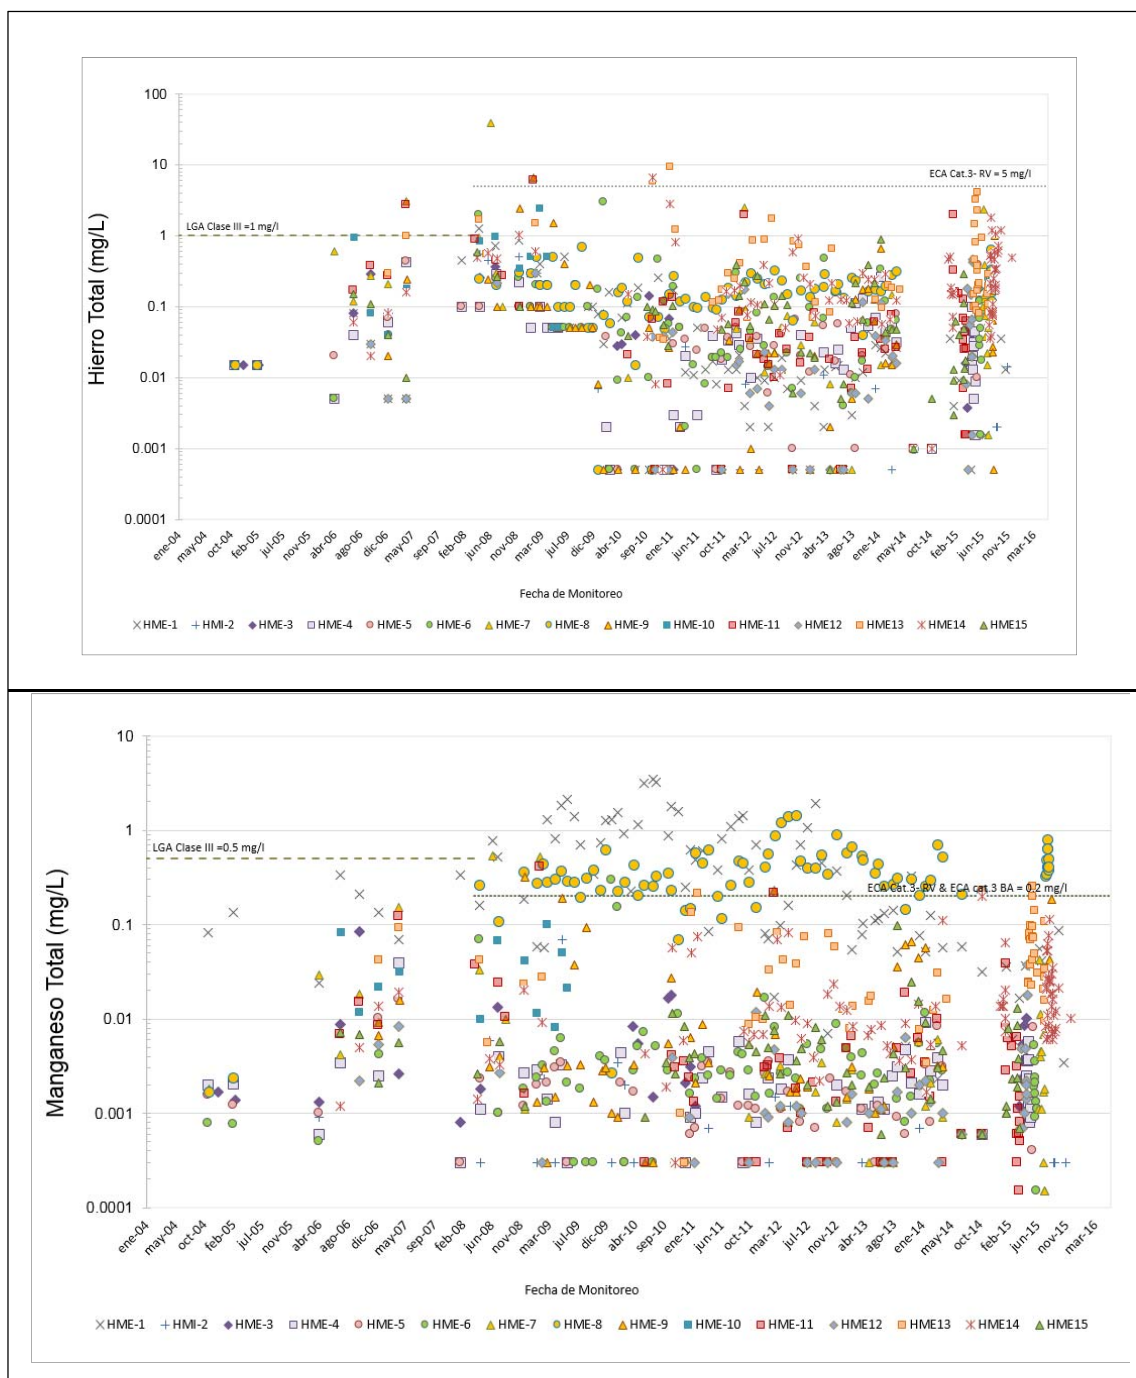 Hierro Total (mg/L)
100
10
1
0.1
0.01
0.001
0.0001
LGA Clase III =1 mg/l
ECA Cat.3- RV = 5 mg/l
ene-04 may-04 oct-04 feb-05 jul-05 nov-05 abr-06 ago-06 dic-06 may-07 sep-07 feb-08 jun-08 nov-08 mar-09 jul-09 dic-09 abr-10 sep-10 ene-11 jun-11 oct-11 mar-12 jul-12 nov-12 abr-13 ago-13 ene-14 may-14 oct-14 feb-15 jun-15 nov-15 mar-16
Fecha de Monitoreo
HME-1 HMI-2 HME-3 HME-4 HME-5 HME-6 HME-7 HME-8 HME-9 HME-10 HME-11 HME12 HME13 HME14 HME15
Manganeso Total (mg/L)
10
1
0.1
0.01
0.001
0.0001
LGA Clase III =0.5 mg/l
ECA Cat.3- RV & ECA cat.3 BA = 0.2 mg/l
ene-04 may-04 oct-04 feb-05 jul-05 nov-05 abr-06 ago-06 dic-06 may-07 sep-07 feb-08 jun-08 nov-08 mar-09 jul-09 dic-09 abr-10 sep-10 ene-11 jun-11 oct-11 mar-12 jul-12 nov-12 abr-13 ago-13 ene-14 may-14 oct-14 feb-15 jun-15 nov-15 mar-16
Fecha de Monitoreo
HME-1 HMI-2 HME-3 HME-4 HME-5 HME-6 HME-7 HME-8 HME-9 HME-10 HME-11 HME12 HME13 HME14 HME15